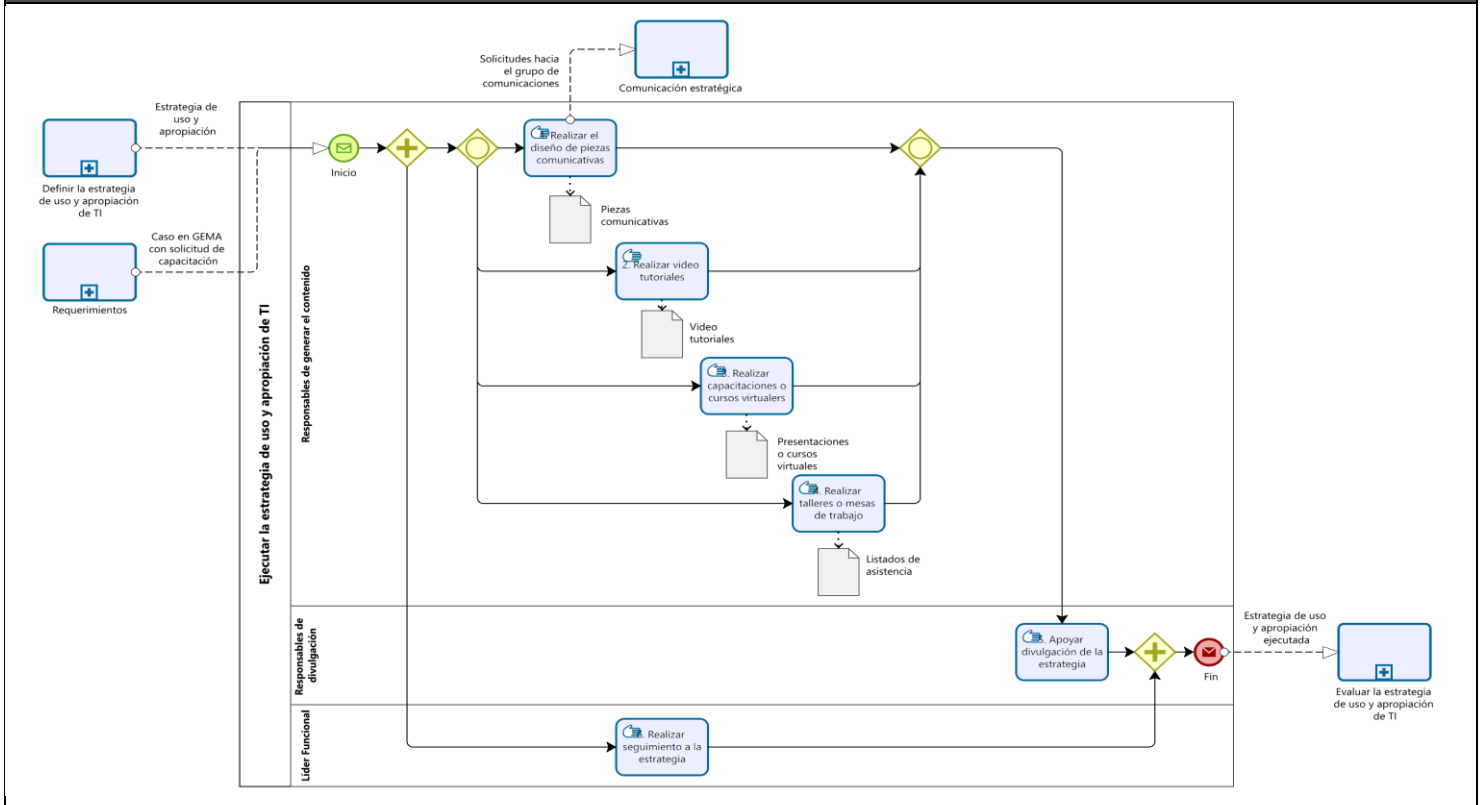 Solicitudes hacia
el grupo de
comunicaciones
Comunicación estratégica
Estrategia de
uso y
apropiación
Definir la estrategia
de uso y apropiación
de TI
Caso en GEMA
con solicitud de
capacitación
Requerimientos
Ejecutar la estrategia de uso y apropiación de TI
Responsables de generar el contenido
Inicio
Realizar el
diseño de piezas
comunicativas
Piezas
comunicativas
2. Realizar video
tutoriales
Video
tutoriales
3. Realizar
capacitaciones o
cursos virtualers
Presentaciones
o cursos
virtuales
4. Realizar
talleres o mesas
de trabajo
Listados de
asistencia
Responsables de
divulgación
5. Apoyar
divulgación de la
estrategia
Fin
Estrategia de uso
y apropiación
ejecutada
Evaluar la estrategia
de uso y apropiación
de TI
Líder Funcional
6. Realizar
seguimiento a la
estrategia